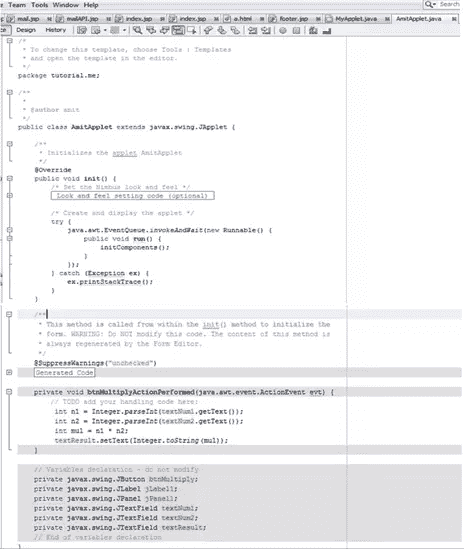 Team Tools Window Help
Search
mail.jsp mailAPI.jsp index.jsp index.jsp a.html footer.jsp MyApplet.java AmitApplet.java
Design History
/*
* To change this template, choose Tools | Templates
* and open the template in the editor.
*/
package tutorial.me;
/**
*
* @author amit
*/
public class AmitApplet extends javax.swing.JApplet {
/**
* Initializes the applet AmitApplet
*/
@Override
public void init() {
/* Set the Nimbus look and feel */
Look and feel setting code (optional)
/* Create and display the applet */
try {
java.awt.EventQueue.invokeAndWait(new Runnable() {
public void run() {
initComponents();
}
});
} catch (Exception ex) {
ex.printStackTrace();
}
}
/**
* This method is called from within the init() method to initialize the
* form. WARNING: Do NOT modify this code. The content of this method is
* always regenerated by the Form Editor.
*/
@SuppressWarnings("unchecked")
Generated Code
private void btnMultiplyActionPerformed(java.awt.event.ActionEvent evt) {
// TODO add your handling code here:
int n1 = Integer.parseInt(textNum1.getText());
int n2 = Integer.parseInt(textNum2.getText());
int mul = n1 * n2;
textResult.setText(Integer.toString(mul));
}
// Variables declaration - do not modify
private javax.swing.JButton btnMultiply;
private javax.swing.JLabel jLabel1;
private javax.swing.JPanel jPanel1;
private javax.swing.JTextField textNum1;
private javax.swing.JTextField textNum2;
private javax.swing.JTextField textResult;
// End of variables declaration
}